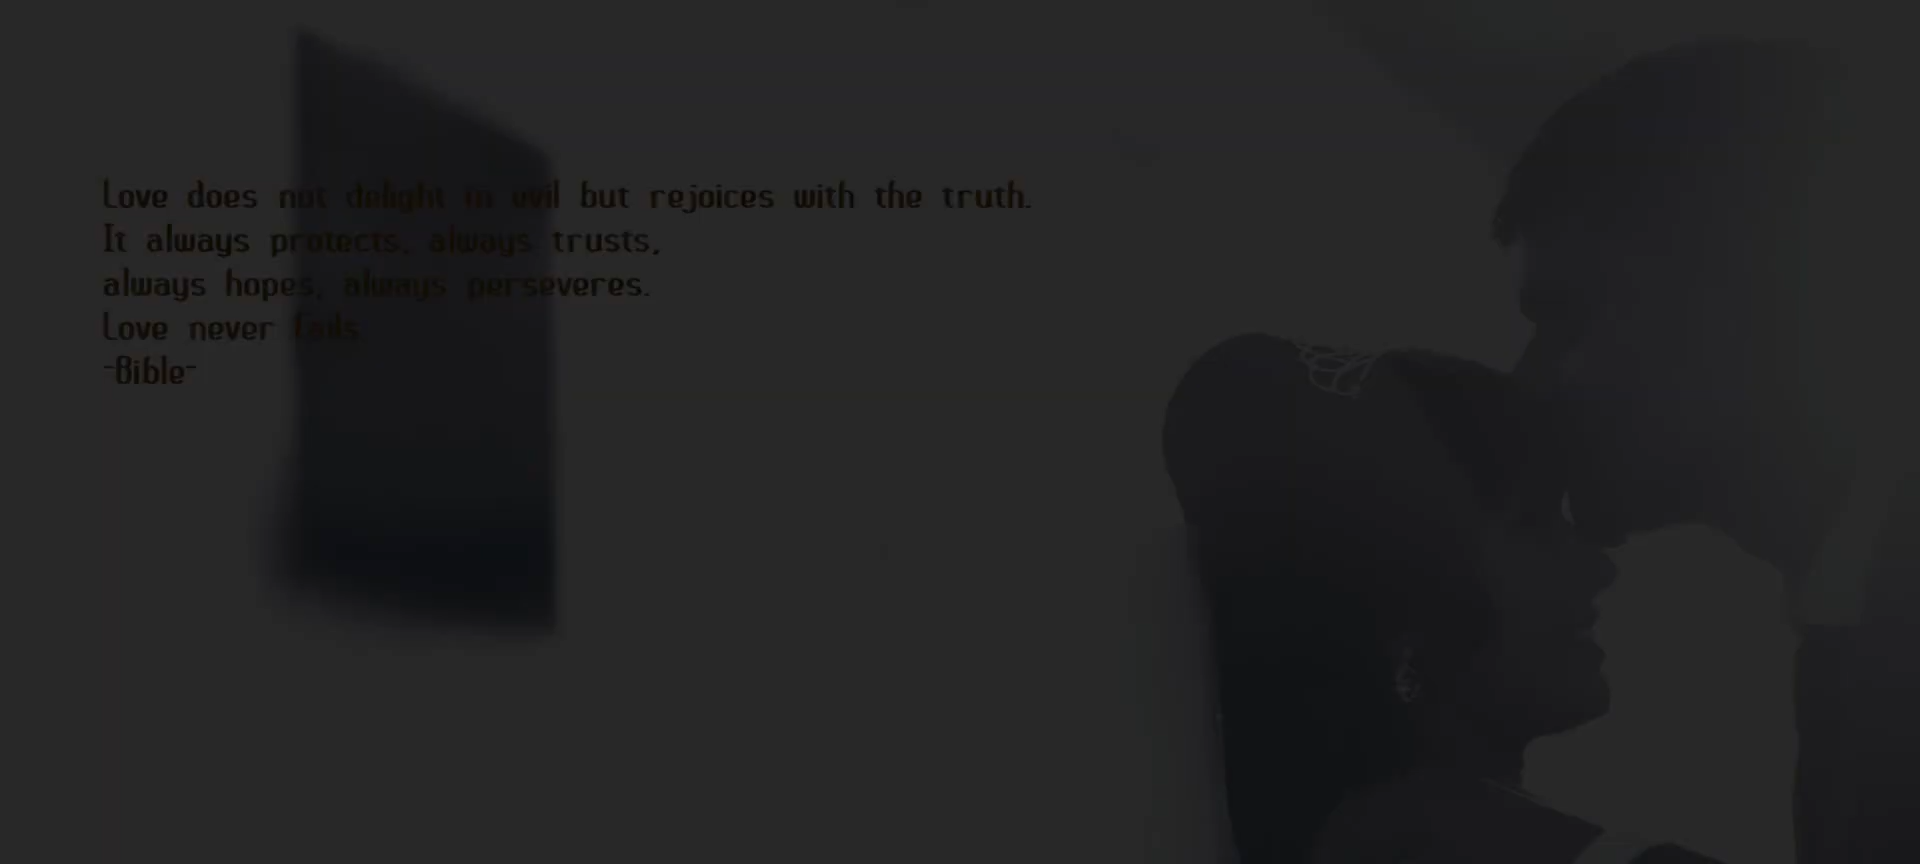 Love does not delight in evil but rejoices with the truth.
It always protects, always trusts,
always hopes, always perseveres.
Love never fails
-Bible-